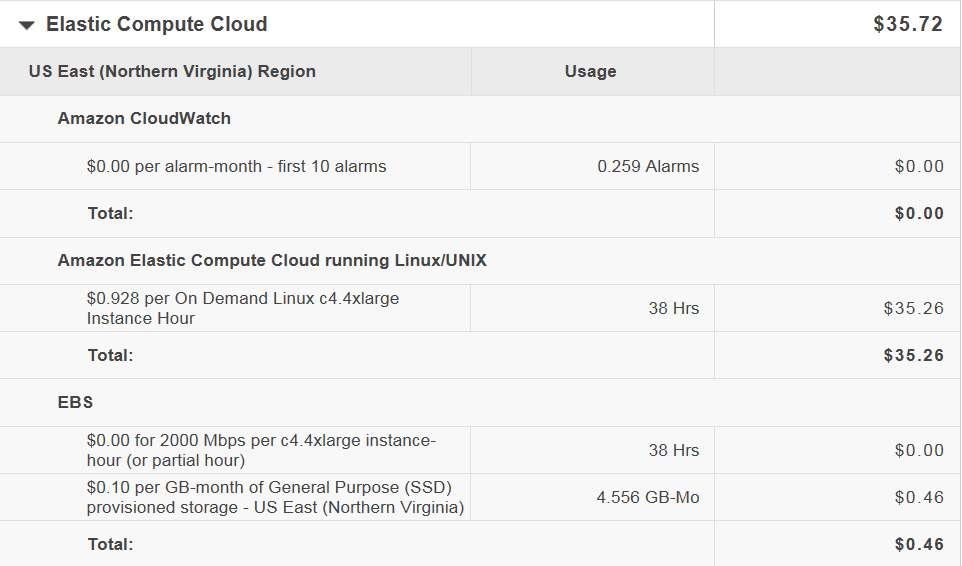 Elastic Compute Cloud $35.72
US East (Northern Virginia) Region Usage
Amazon CloudWatch
$0.00 per alarm-month - first 10 alarms 0.259 Alarms $0.00
Total: $0.00
Amazon Elastic Compute Cloud running Linux/UNIX
$0.928 per On Demand Linux c4.4xlarge
Instance Hour 38 Hrs $35.26
Total: $35.26
EBS
$0.00 for 2000 Mbps per c4.4xlarge instance-
hour (or partial hour) 38 Hrs $0.00
$0.10 per GB-month of General Purpose (SSD)
provisioned storage - US East (Northern Virginia) 4.556 GB-Mo $0.46
Total: $0.46